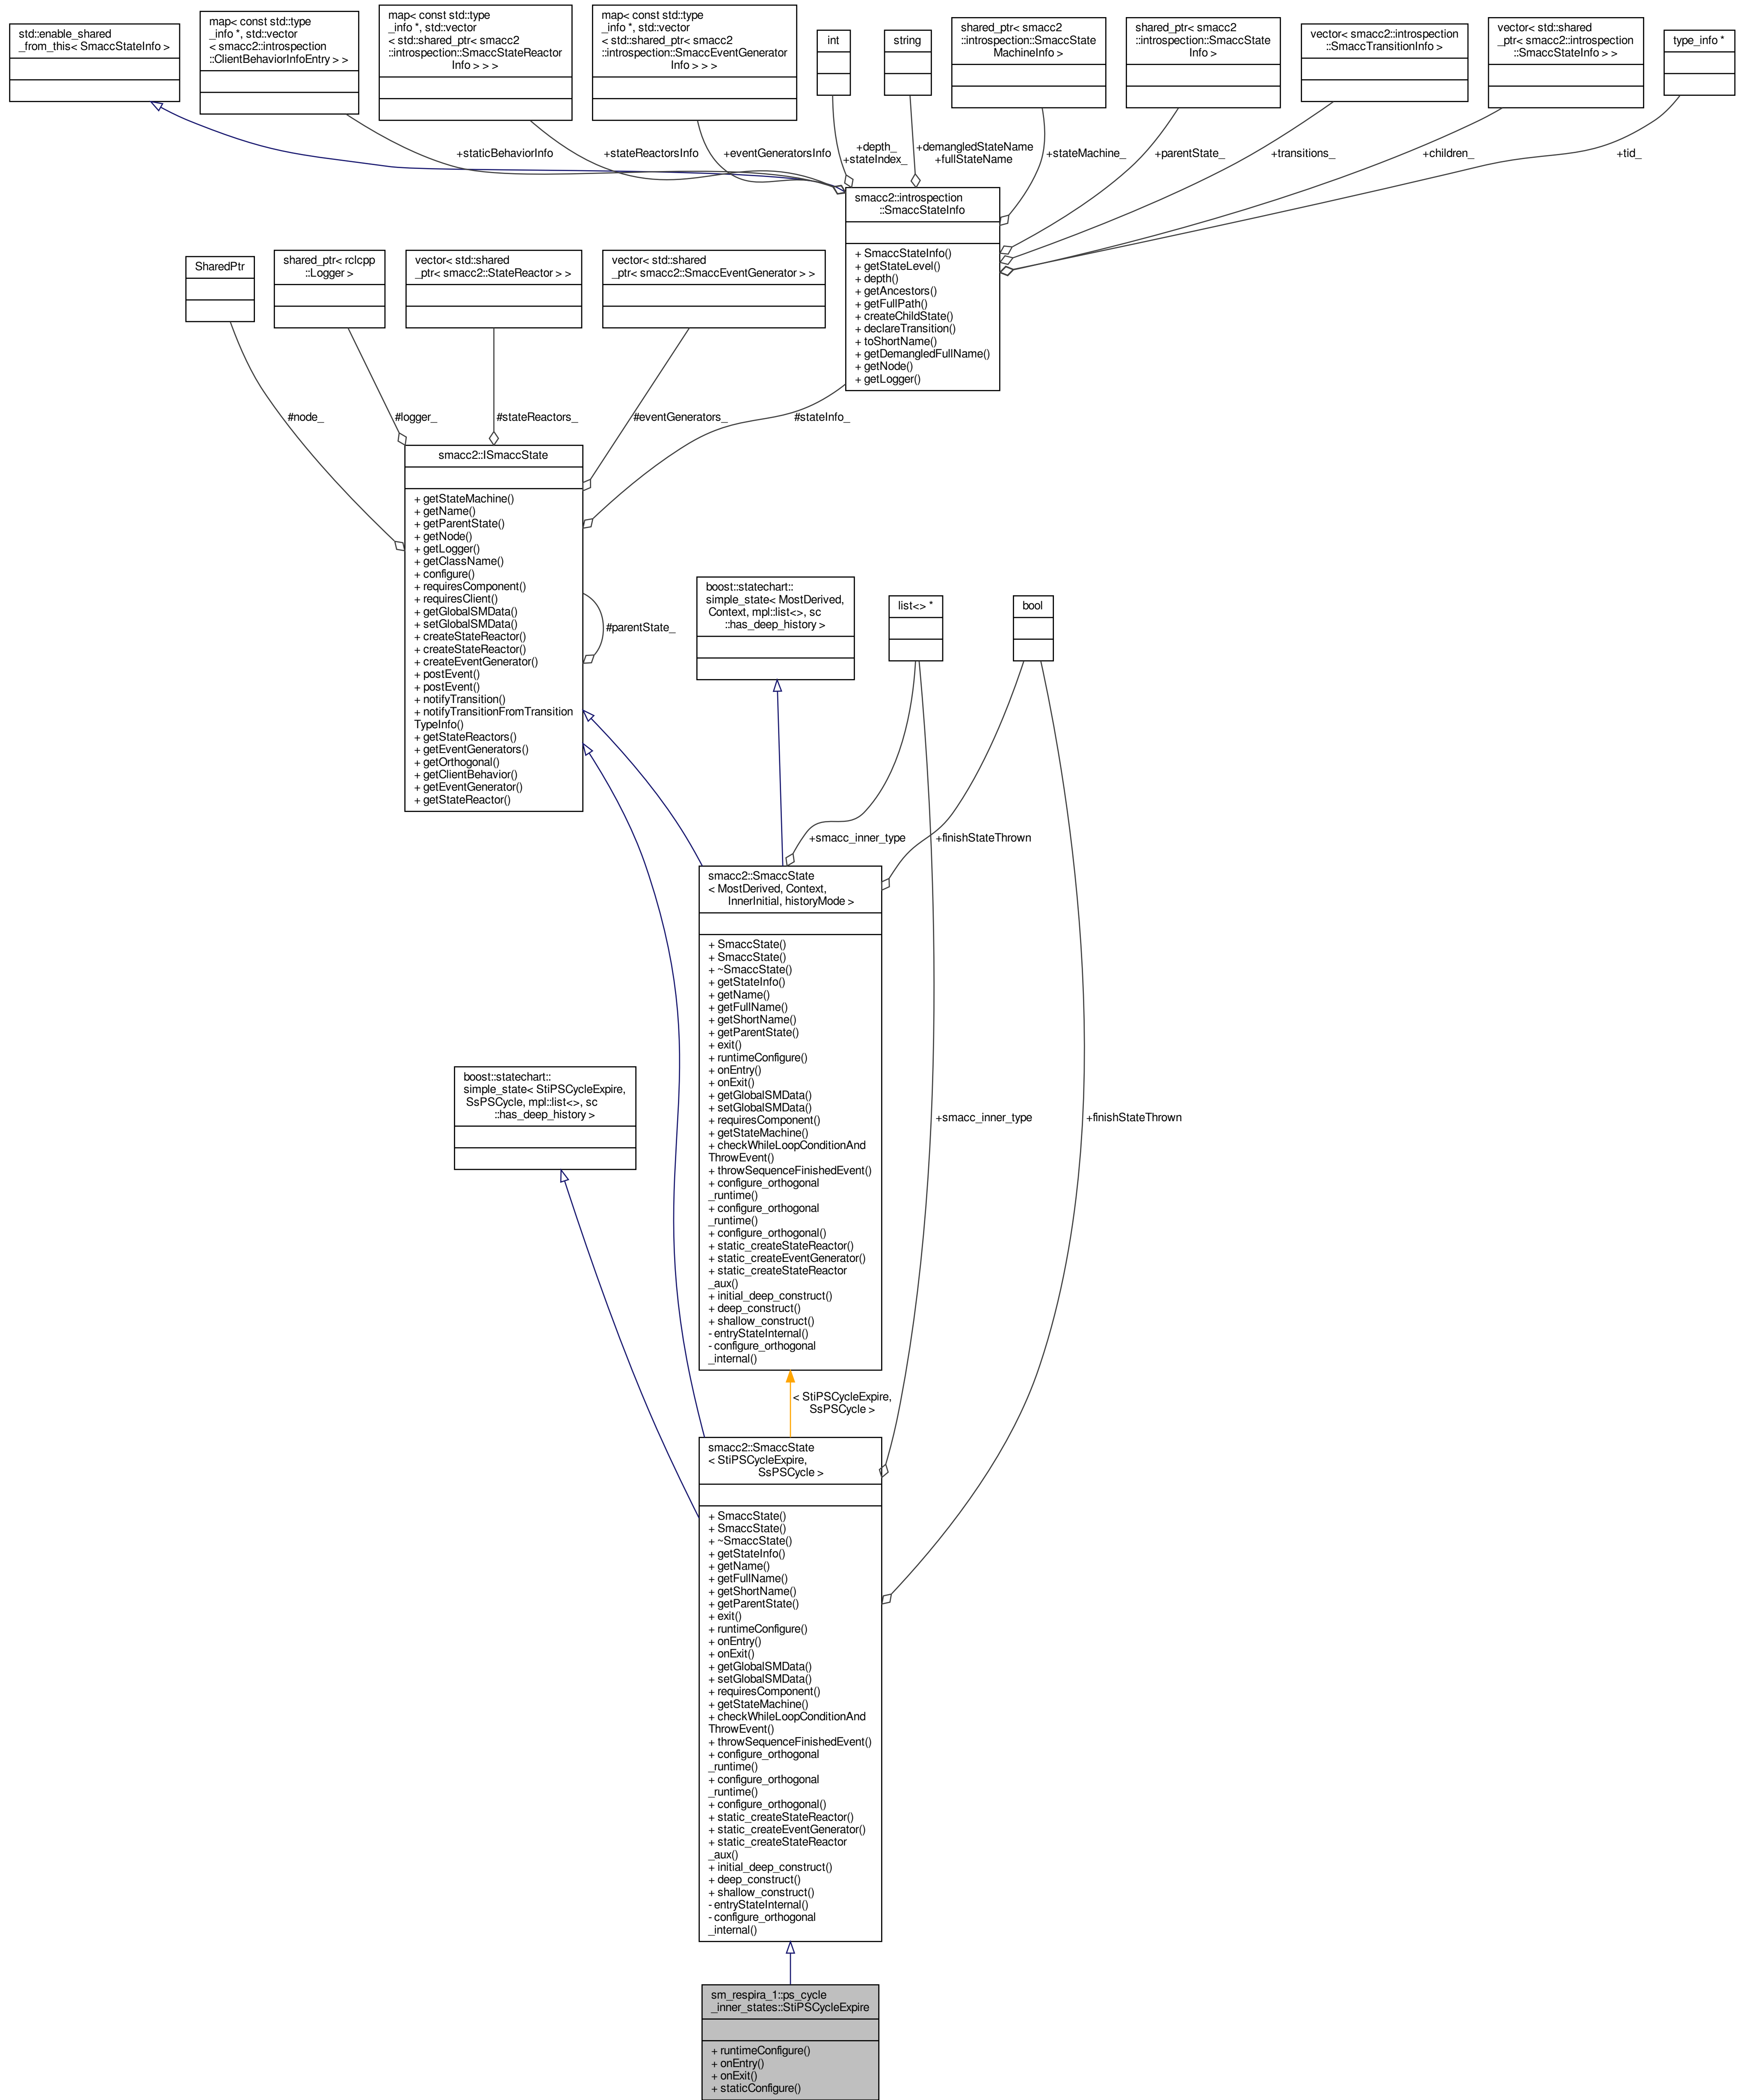 std::enable_shared
_from_this< SmaccStateInfo >
map< const std::type
_info *, std::vector
< smacc2::introspection
::ClientBehaviorInfoEntry > >
map< const std::type
_info *, std::vector
< std::shared_ptr< smacc2
::introspection::SmaccStateReactor
Info > > >
map< const std::type
_info *, std::vector
< std::shared_ptr< smacc2
::introspection::SmaccEventGenerator
Info > > >
int
string
shared_ptr< smacc2
::introspection::SmaccState
MachineInfo >
shared_ptr< smacc2
::introspection::SmaccState
Info >
vector< smacc2::introspection
::SmaccTransitionInfo >
vector< std::shared
_ptr< smacc2::introspection
::SmaccStateInfo > >
type_info *
+staticBehaviorInfo
+stateReactorsInfo
+eventGeneratorsInfo
+depth_
+stateIndex_
+demangledStateName
+fullStateName
+stateMachine_
+parentState_
+transitions_
+children_
+tid_
smacc2::introspection
::SmaccStateInfo
+ SmaccStateInfo()
+ getStateLevel()
+ depth()
+ getAncestors()
+ getFullPath()
+ createChildState()
+ declareTransition()
+ toShortName()
+ getDemangledFullName()
+ getNode()
+ getLogger()
SharedPtr
shared_ptr< rclcpp
::Logger >
vector< std::shared
_ptr< smacc2::StateReactor > >
vector< std::shared
_ptr< smacc2::SmaccEventGenerator > >
#node_
#logger_
#stateReactors_
#eventGenerators_
#stateInfo_
smacc2::ISmaccState
+ getStateMachine()
+ getName()
+ getParentState()
+ getNode()
+ getLogger()
+ getClassName()
+ configure()
+ requiresComponent()
+ requiresClient()
+ getGlobalSMData()
+ setGlobalSMData()
+ createStateReactor()
+ createStateReactor()
+ createEventGenerator()
+ postEvent()
+ postEvent()
+ notifyTransition()
+ notifyTransitionFromTransition
TypeInfo()
+ getStateReactors()
+ getEventGenerators()
+ getOrthogonal()
+ getClientBehavior()
+ getEventGenerator()
+ getStateReactor()
#parentState_
boost::statechart::
simple_state< MostDerived,
Context, mpl::list<>, sc
::has_deep_history >
list<> *
bool
+smacc_inner_type
+finishStateThrown
smacc2::SmaccState
< MostDerived, Context,
InnerInitial, historyMode >
+ SmaccState()
+ SmaccState()
+ ~SmaccState()
+ getStateInfo()
+ getName()
+ getFullName()
+ getShortName()
+ getParentState()
+ exit()
+ runtimeConfigure()
+ onEntry()
+ onExit()
+ getGlobalSMData()
+ setGlobalSMData()
+ requiresComponent()
+ getStateMachine()
+ checkWhileLoopConditionAnd
ThrowEvent()
+ throwSequenceFinishedEvent()
+ configure_orthogonal
_runtime()
+ configure_orthogonal
_runtime()
+ configure_orthogonal()
+ static_createStateReactor()
+ static_createEventGenerator()
+ static_createStateReactor
_aux()
+ initial_deep_construct()
+ deep_construct()
+ shallow_construct()
- entryStateInternal()
- configure_orthogonal
_internal()
boost::statechart::
simple_state< StiPSCycleExpire,
SsPSCycle, mpl::list<>, sc
::has_deep_history >
+smacc_inner_type
+finishStateThrown
< StiPSCycleExpire,
SsPSCycle >
smacc2::SmaccState
< StiPSCycleExpire,
SsPSCycle >
+ SmaccState()
+ SmaccState()
+ ~SmaccState()
+ getStateInfo()
+ getName()
+ getFullName()
+ getShortName()
+ getParentState()
+ exit()
+ runtimeConfigure()
+ onEntry()
+ onExit()
+ getGlobalSMData()
+ setGlobalSMData()
+ requiresComponent()
+ getStateMachine()
+ checkWhileLoopConditionAnd
ThrowEvent()
+ throwSequenceFinishedEvent()
+ configure_orthogonal
_runtime()
+ configure_orthogonal
_runtime()
+ configure_orthogonal()
+ static_createStateReactor()
+ static_createEventGenerator()
+ static_createStateReactor
_aux()
+ initial_deep_construct()
+ deep_construct()
+ shallow_construct()
- entryStateInternal()
- configure_orthogonal
_internal()
sm_respira_1::ps_cycle
_inner_states::StiPSCycleExpire
+ runtimeConfigure()
+ onEntry()
+ onExit()
+ staticConfigure()